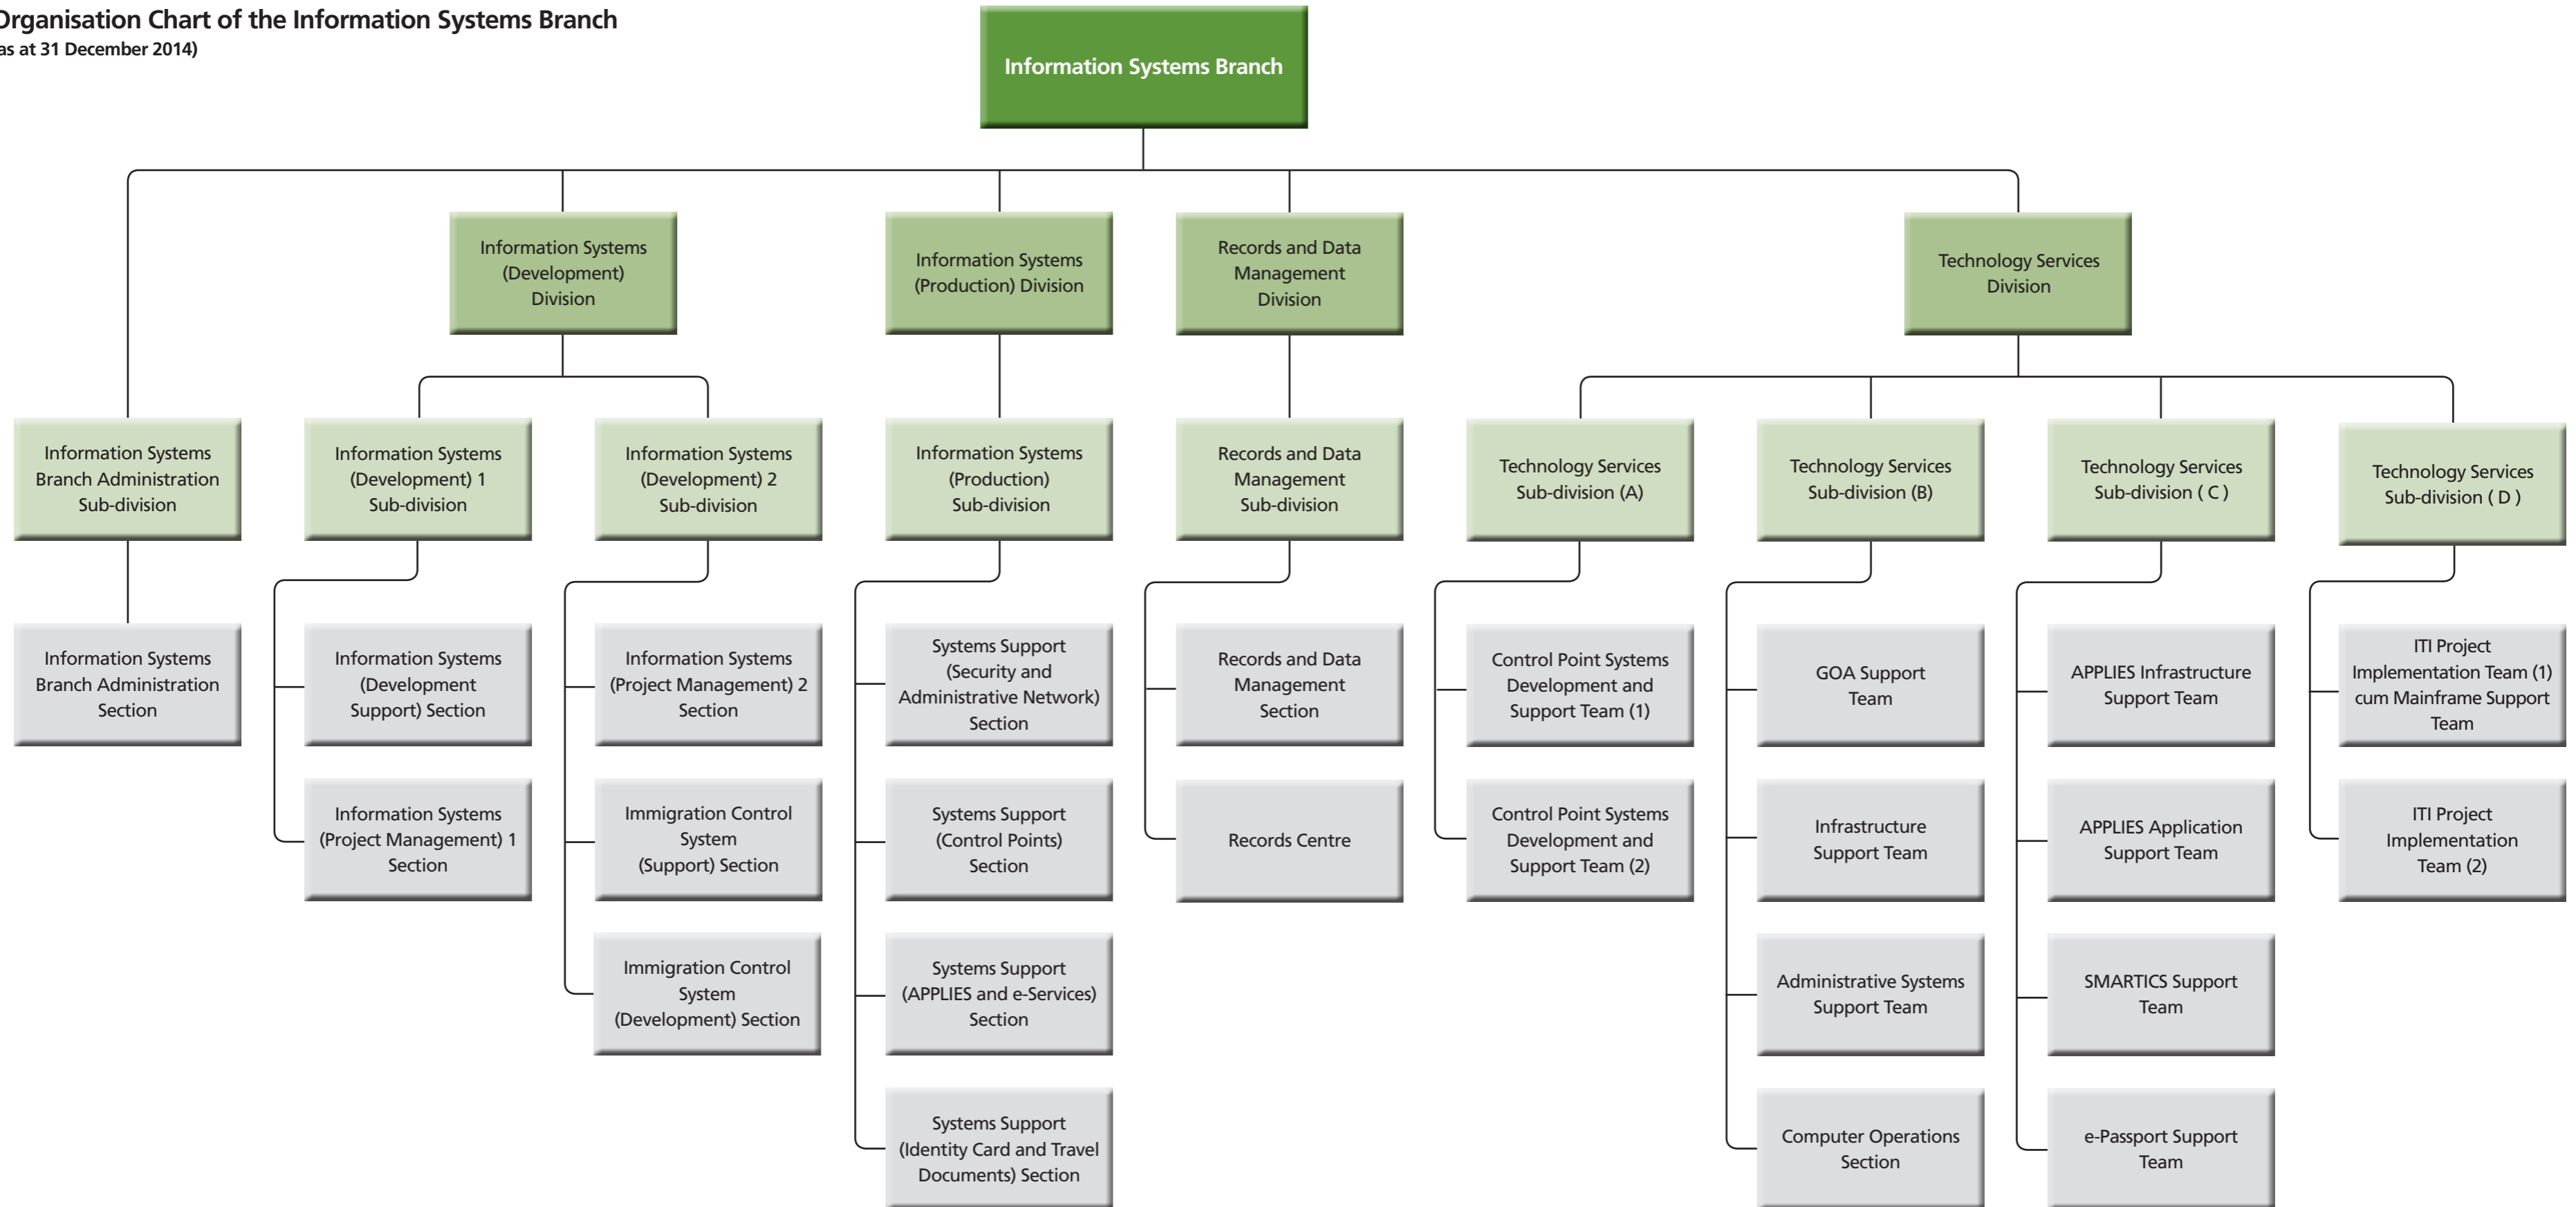 Organisation Chart of the Information Systems Branch
as at 31 December 2014)
Information Systems Branch
Information Systems
(Development)
Division
Information Systems
(Production) Division
Records and Data
Management
Division
Technology Services
Division
Information Systems
Branch Administration
Sub-division
Information Systems
(Development) 1
Sub-division
Information Systems
(Development) 2
Sub-division
Information Systems
(Production)
Sub-division
Records and Data
Management
Sub-division
Technology Services
Sub-division (A)
Technology Services
Sub-division (B)
Technology Services
Sub-division ( C )
Technology Services
Sub-division ( D )
Information Systems
Branch Administration
Section
Information Systems
(Development
Support) Section
Information Systems
(Project Management) 2
Section
Systems Support
(Security and
Administrative Network)
Section
Records and Data
Management
Section
Control Point Systems
Development and
Support Team (1)
GOA Support
Team
APPLIES Infrastructure
Support Team
ITI Project
Implementation Team (1)
cum Mainframe Support
Team
Information Systems
(Project Management) 1
Section
Immigration Control
System
(Support) Section
Systems Support
(Control Points)
Section
Records Centre
Control Point Systems
Development and
Support Team (2)
Infrastructure
Support Team
APPLIES Application
Support Team
ITI Project
Implementation
Team (2)
Immigration Control
System
(Development) Section
Systems Support
(APPLIES and e-Services)
Section
Administrative Systems
Support Team
SMARTICS Support
Team
Systems Support
(Identity Card and Travel
Documents) Section
Computer Operations
Section
e-Passport Support
Team